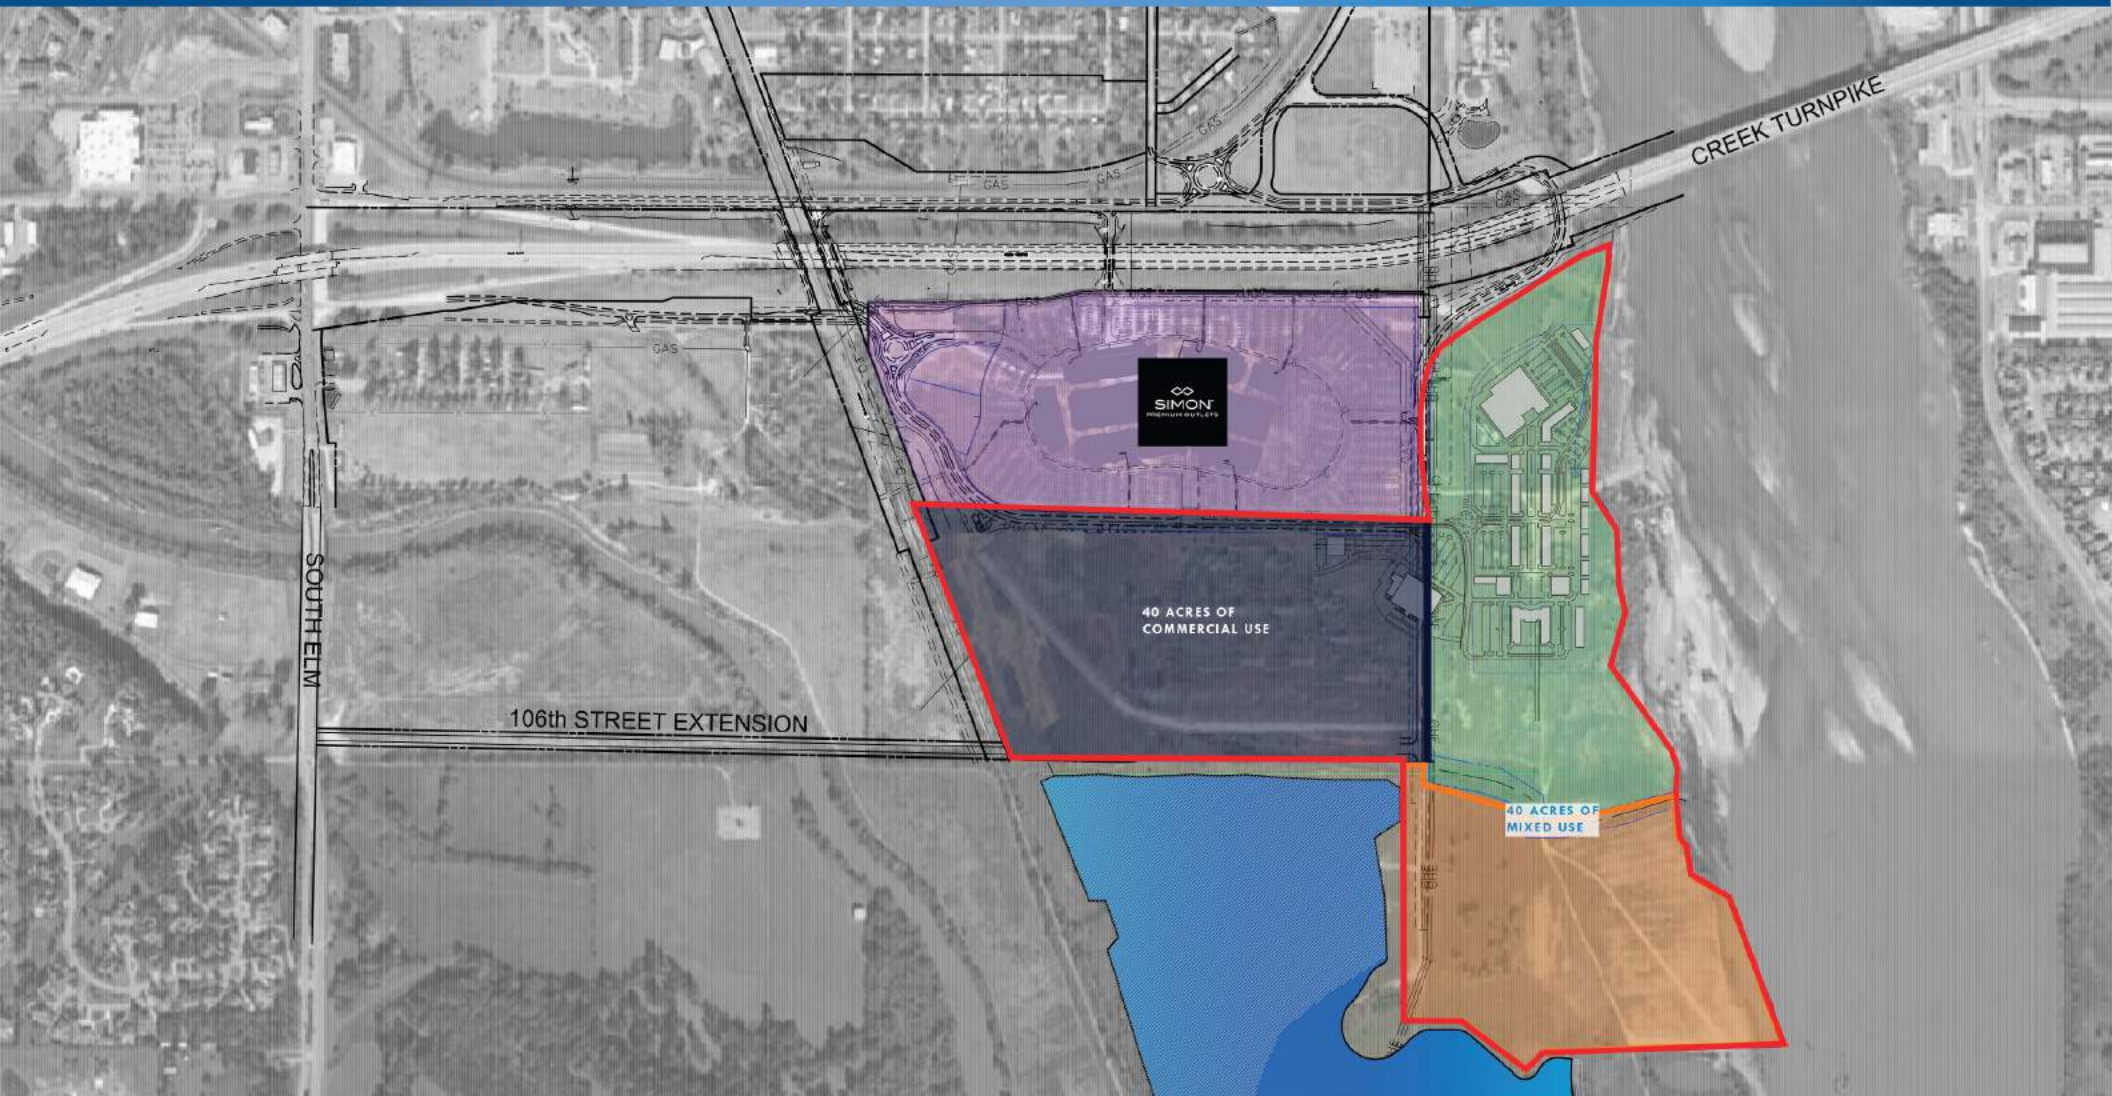 CREEK TURNPIKE
GAS
GAS
GAS
GAS
SIMON
PREMIUM OUTLETS
SOUTH ELM
40 ACRES OF
COMMERCIAL USE
106th STREET EXTENSION
40 ACRES OF
MIXED USE
OHE